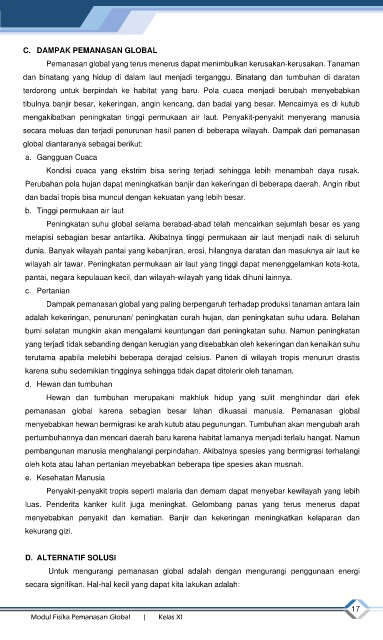 C. DAMPAK PEMANASAN GLOBAL
Pemanasan global yang terus menerus dapat menimbulkan kerusakan-kerusakan. Tanaman
dan binatang yang hidup di dalam laut menjadi terganggu. Binatang dan tumbuhan di daratan
terdorong untuk berpindah ke habitat yang baru. Pola cuaca menjadi berubah menyebabkan
tibulnya banjir besar, kekeringan, angin kencang, dan badai yang besar. Mencairnya es di kutub
mengakibatkan peningkatan tinggi permukaan air laut. Penyakit-penyakit menyerang manusia
secara meluas dan terjadi penurunan hasil panen di beberapa wilayah. Dampak dari pemanasan
global diantaranya sebagai berikut:
a. Gangguan Cuaca
Kondisi cuaca yang ekstrim bisa sering terjadi sehingga lebih menambah daya rusak.
Perubahan pola hujan dapat meningkatkan banjir dan kekeringan di beberapa daerah. Angin ribut
dan badai tropis bisa muncul dengan kekuatan yang lebih besar.
b. Tinggi permukaan air laut
Peningkatan suhu global selama berabad-abad telah mencairkan sejumlah besar es yang
melapisi sebagian besar antartika. Akibatnya tinggi permukaan air laut menjadi naik di seluruh
dunia. Banyak wilayah pantai yang kebanjiran, erosi, hilangnya daratan dan masuknya air laut ke
wilayah air tawar. Peningkatan permukaan air laut yang tinggi dapat menenggelamkan kota-kota,
pantai, negara kepulauan kecil, dan wilayah-wilayah yang tidak dihuni lainnya.
c. Pertanian
Dampak pemanasan global yang paling berpengaruh terhadap produksi tanaman antara lain
adalah kekeringan, penurunan/ peningkatan curah hujan, dan peningkatan suhu udara. Belahan
bumi selatan mungkin akan mengalami keuntungan dari peningkatan suhu. Namun peningkatan
yang terjadi tidak sebanding dengan kerugian yang disebabkan oleh kekeringan dan kenaikan suhu
terutama apabila melebihi beberapa derajad celsius. Panen di wilayah tropis menurun drastis
karena suhu sedemikian tingginya sehingga tidak dapat ditolerir oleh tanaman.
d. Hewan dan tumbuhan
Hewan dan tumbuhan merupakani makhluk hidup yang sulit menghindar dari efek
pemanasan global karena sebagian besar lahan dikuasai manusia. Pemanasan global
menyebabkan hewan bermigrasi ke arah kutub atau pegunungan. Tumbuhan akan mengubah arah
pertumbuhannya dan mencari daerah baru karena habitat lamanya menjadi terlalu hangat. Namun
pembangunan manusia menghalangi perpindahan. Akibatnya spesies yang bermigrasi terhalangi
oleh kota atau lahan pertanian meyebabkan beberapa tipe spesies akan musnah.
e. Kesehatan Manusia
Penyakit-penyakit tropis seperti malaria dan demam dapat menyebar kewilayah yang lebih
luas. Penderita kanker kulit juga meningkat. Gelombang panas yang terus menerus dapat
menyebabkan penyakit dan kematian. Banjir dan kekeringan meningkatkan kelaparan dan
kekurang gizi.
D. ALTERNATIF SOLUSI
Untuk mengurangi pemanasan global adalah dengan mengurangi penggunaan energi
secara signifikan. Hal-hal kecil yang dapat kita lakukan adalah:
17
Modul Fisika Pemanasan Global | Kelas XI